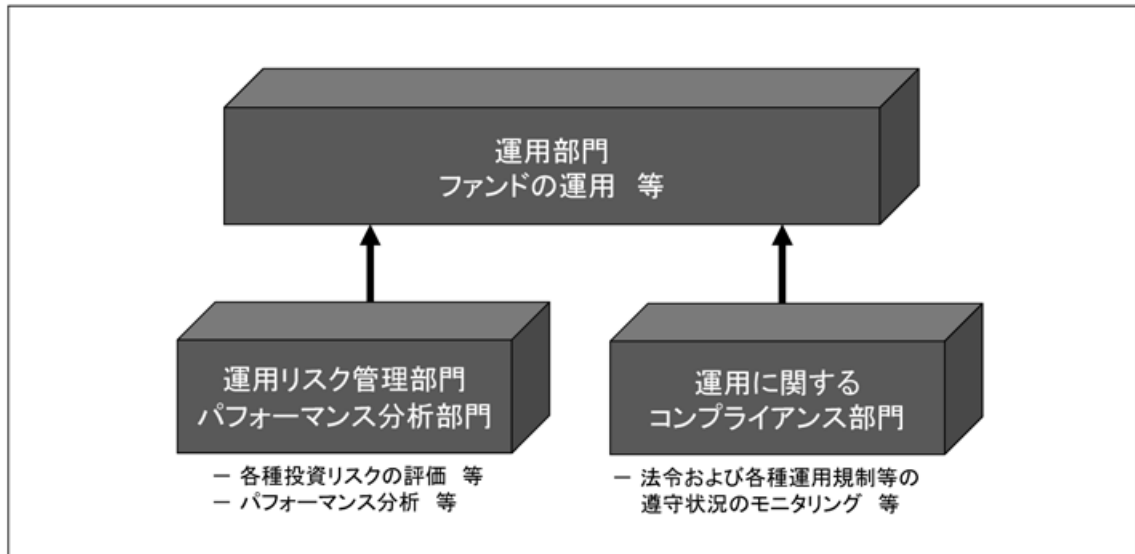 運用部門
ファンドの運用 等
運用リスク管理部門
パフォーマンス分析部門
－ 各種投資リスクの評価 等
－ パフォーマンス分析 等
運用に関する
コンプライアンス部門
－ 法令および各種運用規制等の
遵守状況のモニタリング 等